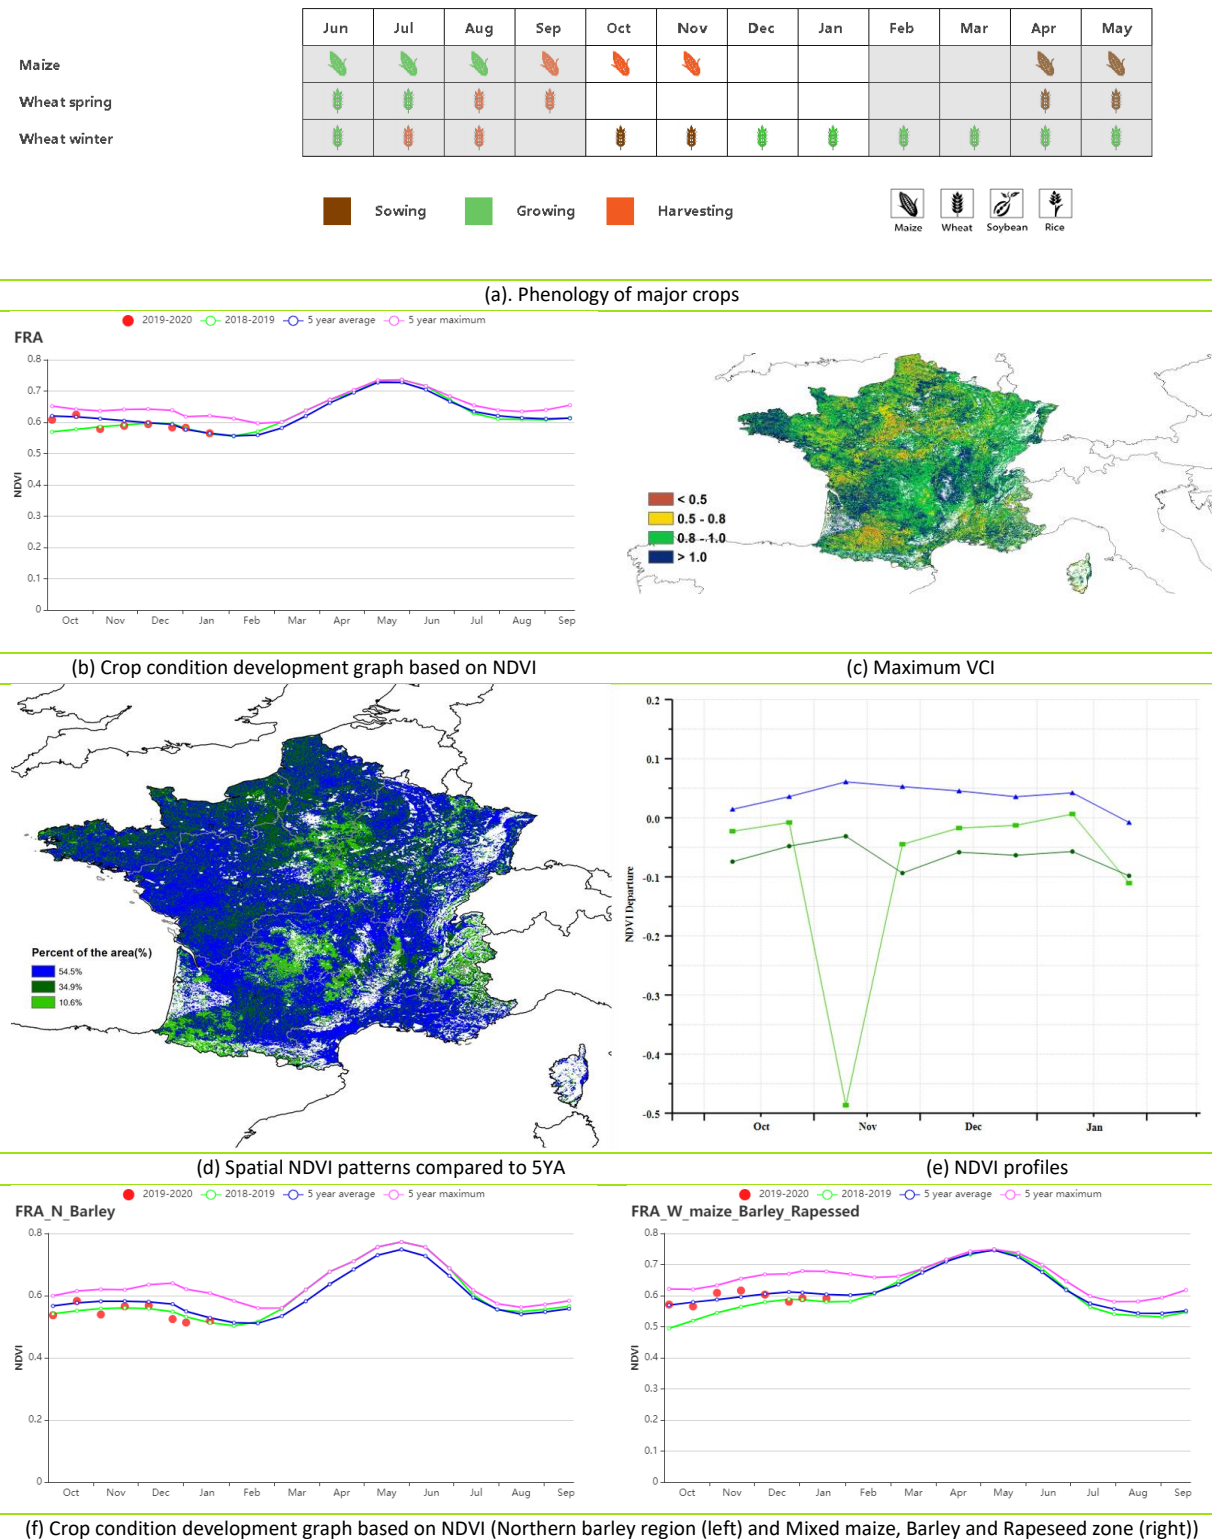 Jun Jul Aug Sep Oct Nov Dec Jan Feb Mar Apr May
Maize
Wheat spring
Wheat winter
Sowing Growing Harvesting
Maize Wheat Soybean Rice
(a). Phenology of major crops
2019-2020 2018-2019 5 year average 5 year maximum
FRA
0.8
0.7
0.6
0.5
0.4
0.3
0.2
0.1
0
NDVI
Oct Nov Dec Jan Feb Mar Apr May Jun Jul Aug Sep
< 0.5
0.5 - 0.8
0.8 - 1.0
> 1.0
(b) Crop condition development graph based on NDVI
(c) Maximum VCI
Percent of the area(%)
54.5%
34.9%
10.6%
0.2
0.1
0.0
-0.1
-0.2
-0.3
-0.4
-0.5
NDVI Departure
Oct Nov Dec Jan
(d) Spatial NDVI patterns compared to 5YA
(e) NDVI profiles
2019-2020 2018-2019 5 year average 5 year maximum
FRA_N_Barley
0.8
0.6
0.4
0.2
0
NDVI
Oct Nov Dec Jan Feb Mar Apr May Jun Jul Aug Sep
2019-2020 2018-2019 5 year average 5 year maximum
FRA_W_maize_Barley_Rapessed
0.8
0.7
0.6
0.5
0.4
0.3
0.2
0.1
0
NDVI
Oct Nov Dec Jan Feb Mar Apr May Jun Jul Aug Sep
(f) Crop condition development graph based on NDVI (Northern barley region (left) and Mixed maize, Barley and Rapeseed zone (right))